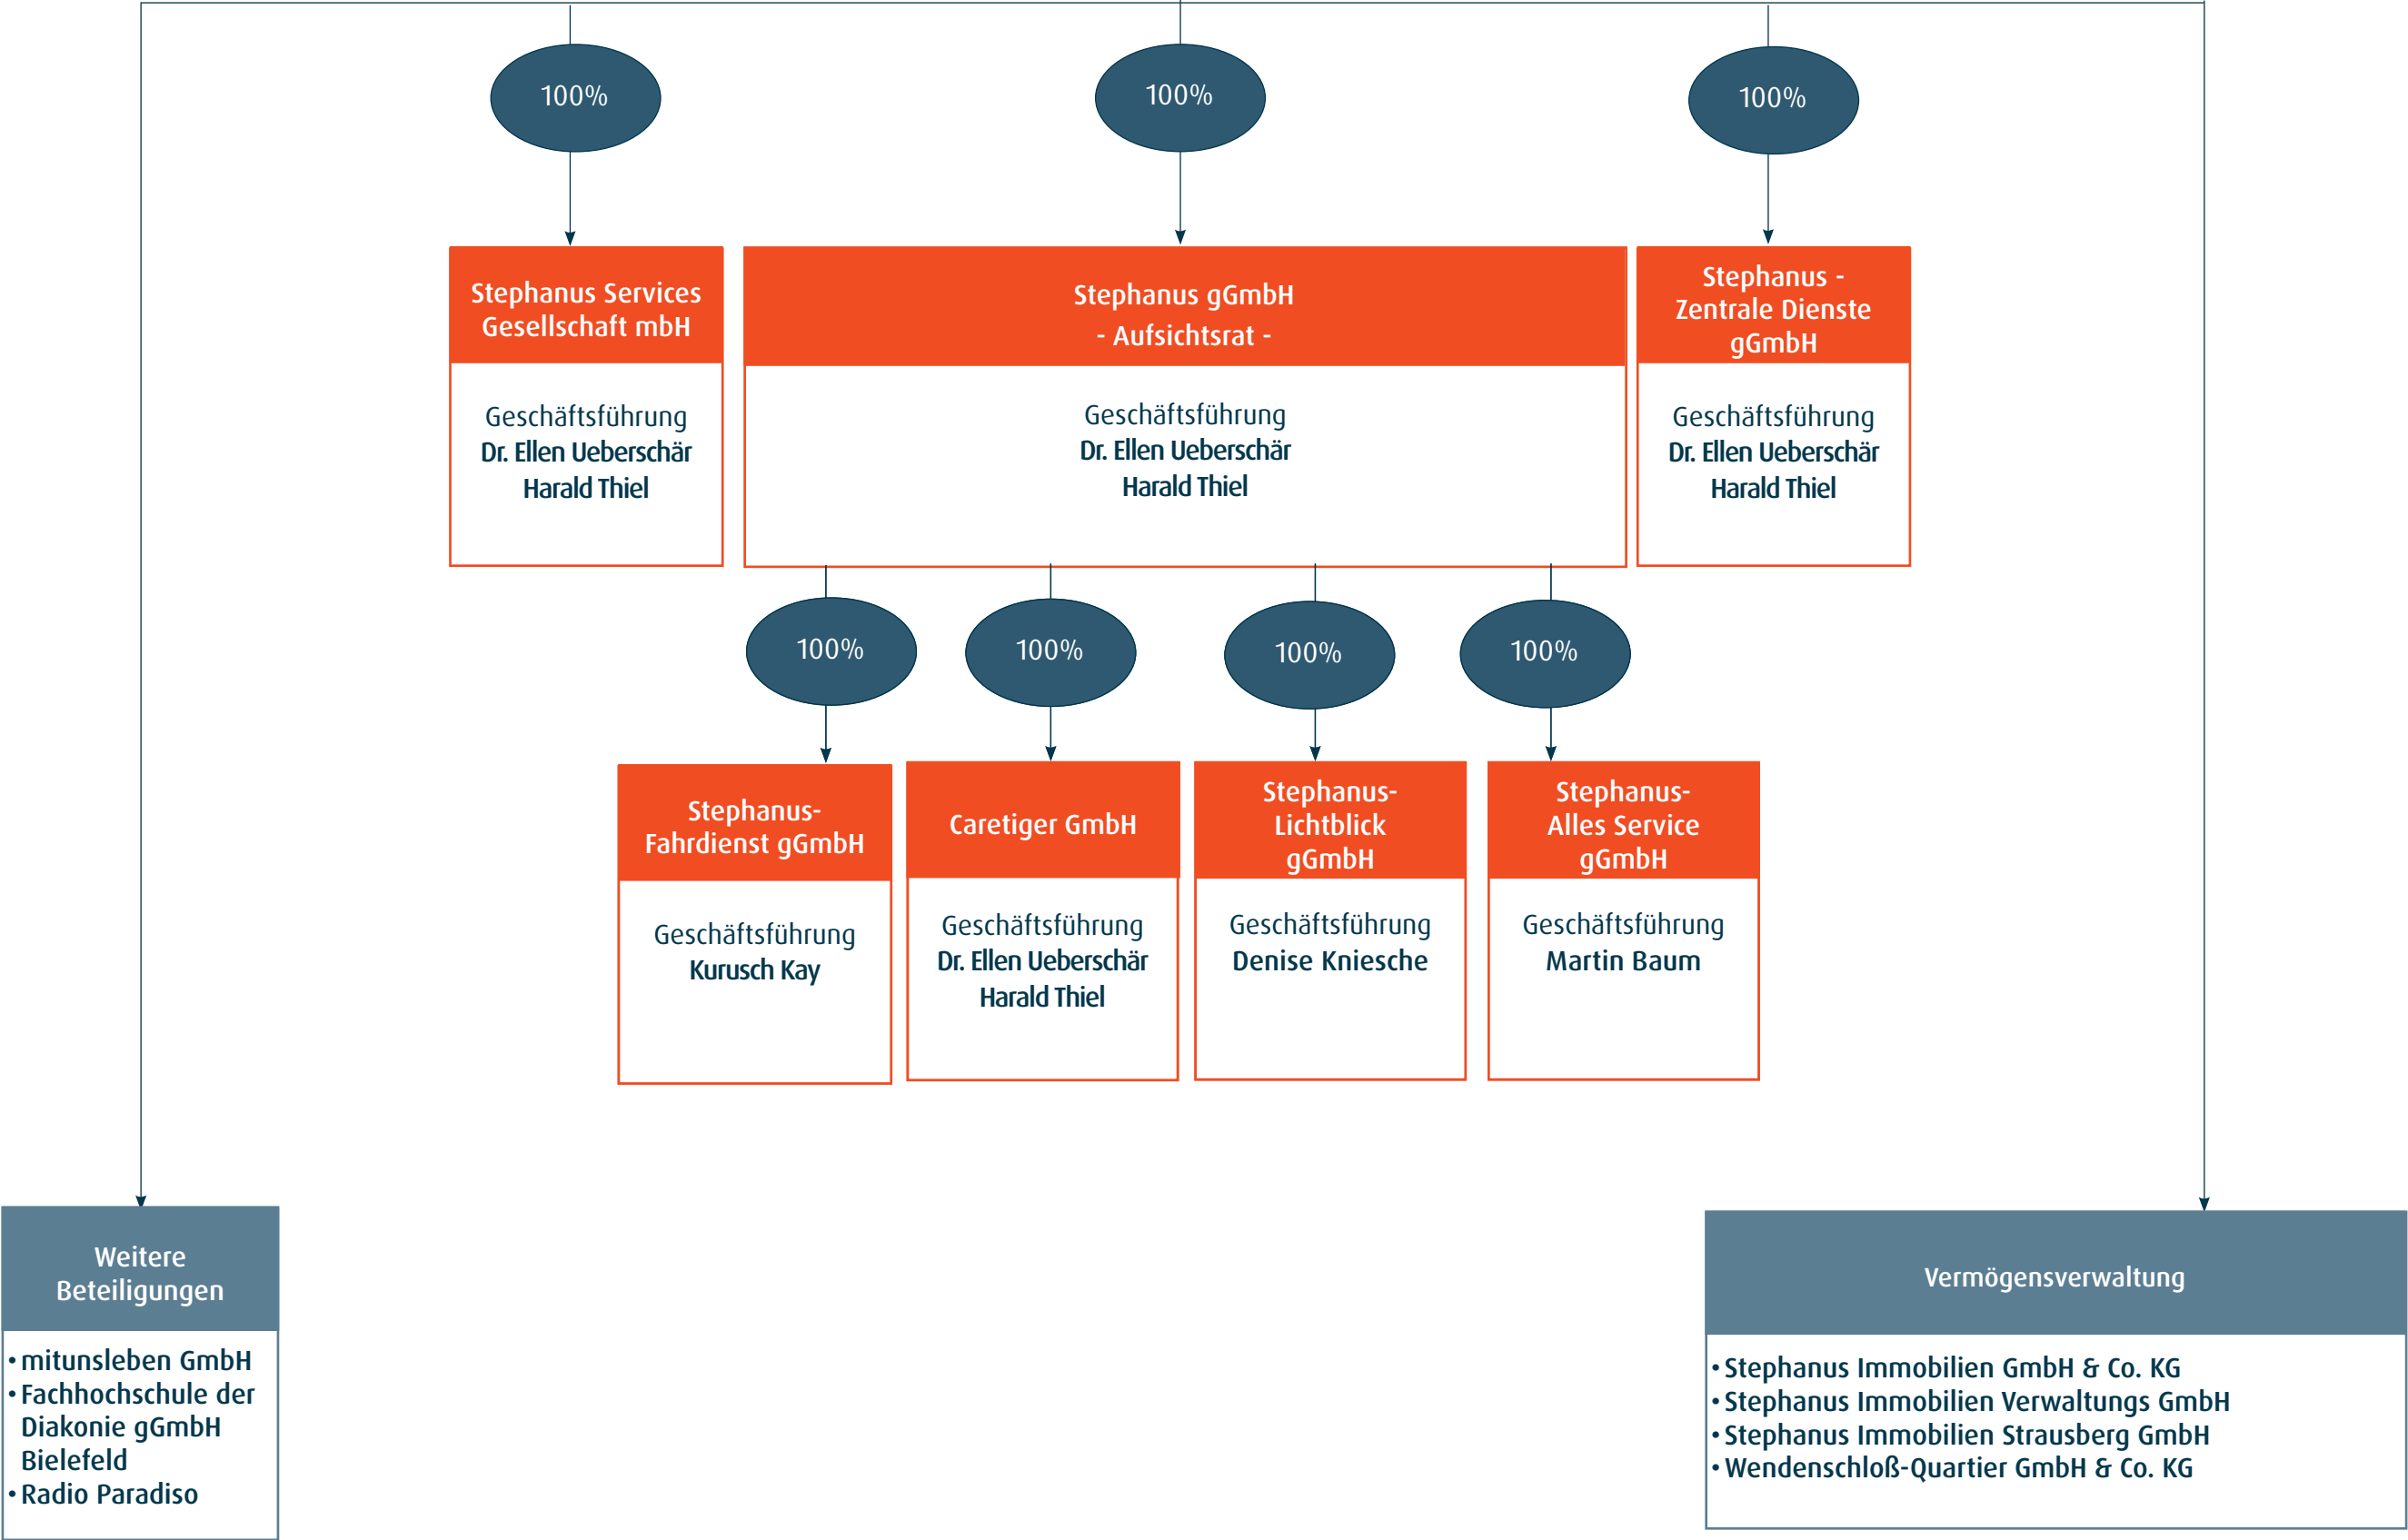 100%
100%
100%
Stephanus Services
Gesellschaft mbH
Geschäftsführung
Dr. Ellen Ueberschär
Harald Thiel
Stephanus gGmbH
- Aufsichtsrat -
Geschäftsführung
Dr. Ellen Ueberschär
Harald Thiel
Stephanus -
Zentrale Dienste
gGmbH
Geschäftsführung
Dr. Ellen Ueberschär
Harald Thiel
100%
100%
100%
100%
Stephanus-
Fahrdienst gGmbH
Geschäftsführung
Kurusch Kay
Caretiger GmbH
Geschäftsführung
Dr. Ellen Ueberschär
Harald Thiel
Stephanus-
Lichtblick
gGmbH
Geschäftsführung
Denise Kniesche
Stephanus-
Alles Service
gGmbH
Geschäftsführung
Martin Baum
Weitere
Beteiligungen
• mitunsleben GmbH
• Fachhochschule der
Diakonie gGmbH
Bielefeld
• Radio Paradiso
Vermögensverwaltung
• Stephanus Immobilien GmbH & Co. KG
• Stephanus Immobilien Verwaltungs GmbH
• Stephanus Immobilien Strausberg GmbH
• Wendenschloß-Quartier GmbH & Co. KG